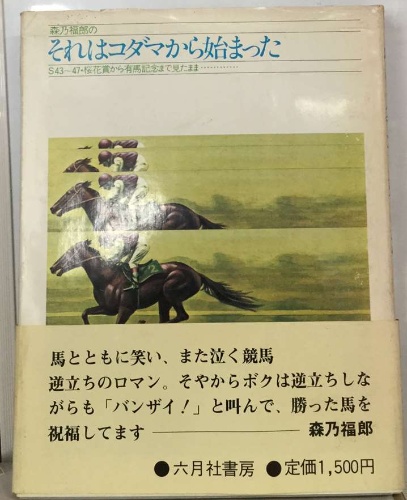 森乃福郎の
それはコダマから始まった
S43—47・桜花賞から有馬記念まで見たまま…………
馬とともに笑い、また泣く競馬
逆立ちのロマン。そやからボクは逆立ちしな
がらも「バンザイ!」と叫んで、勝った馬を
祝福してます————森乃福郎
●六月社書房 ●定価1,500円